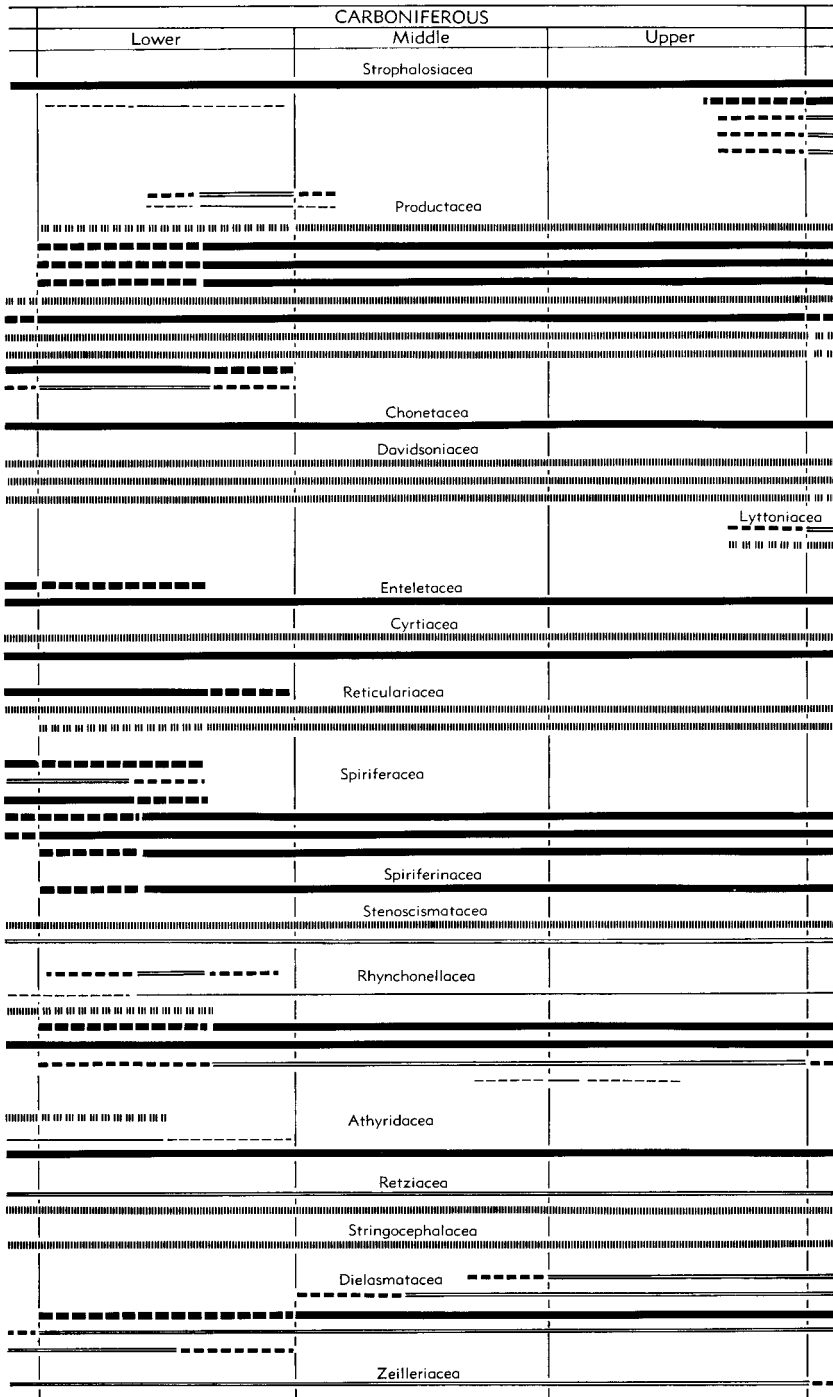 CARBONIFEROUS
Lower Middle Upper
Strophalosiacea
Productacea
Chonetacea
Davidsoniacea
Lyttoniacea
Enteletacea
Cyrtiacea
Reticulariacea
Spiriferacea
Spiriferinacea
Stenoscismatacea
Rhynchonellacea
Athyridacea
Retziacea
Stringocephalacea
Dielasmatacea
Zeilleriacea